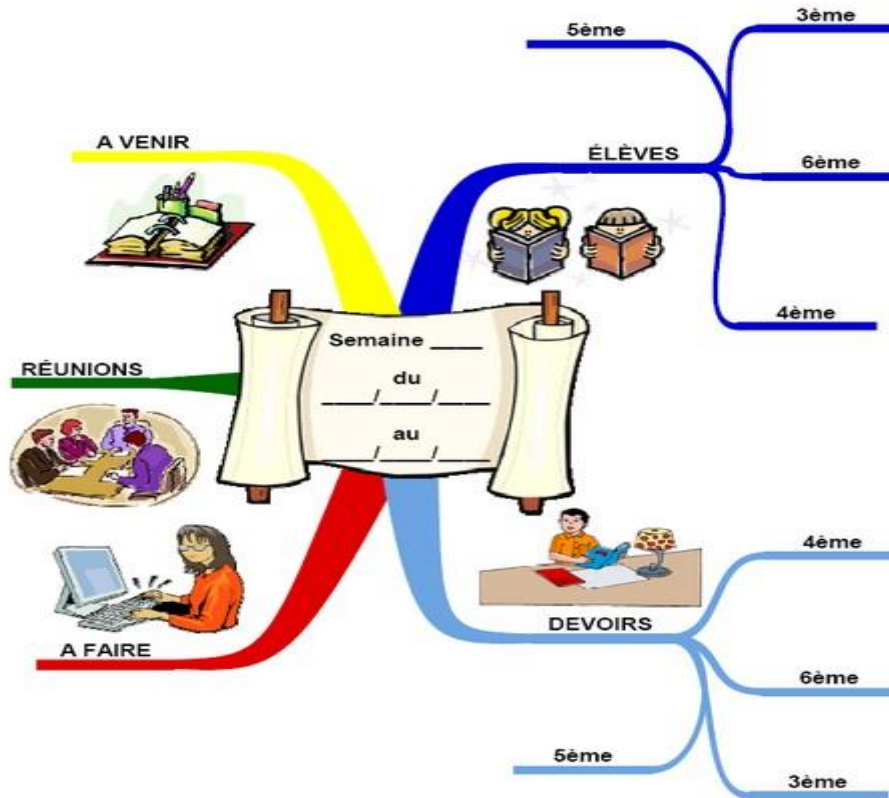 3ème
5ème
A VENIR
ÉLÈVES
6ème
4ème
Semaine ____
du
____/____/____
au
____/____/____
RÉUNIONS
4ème
DEVOIRS
A FAIRE
6ème
5ème
3ème